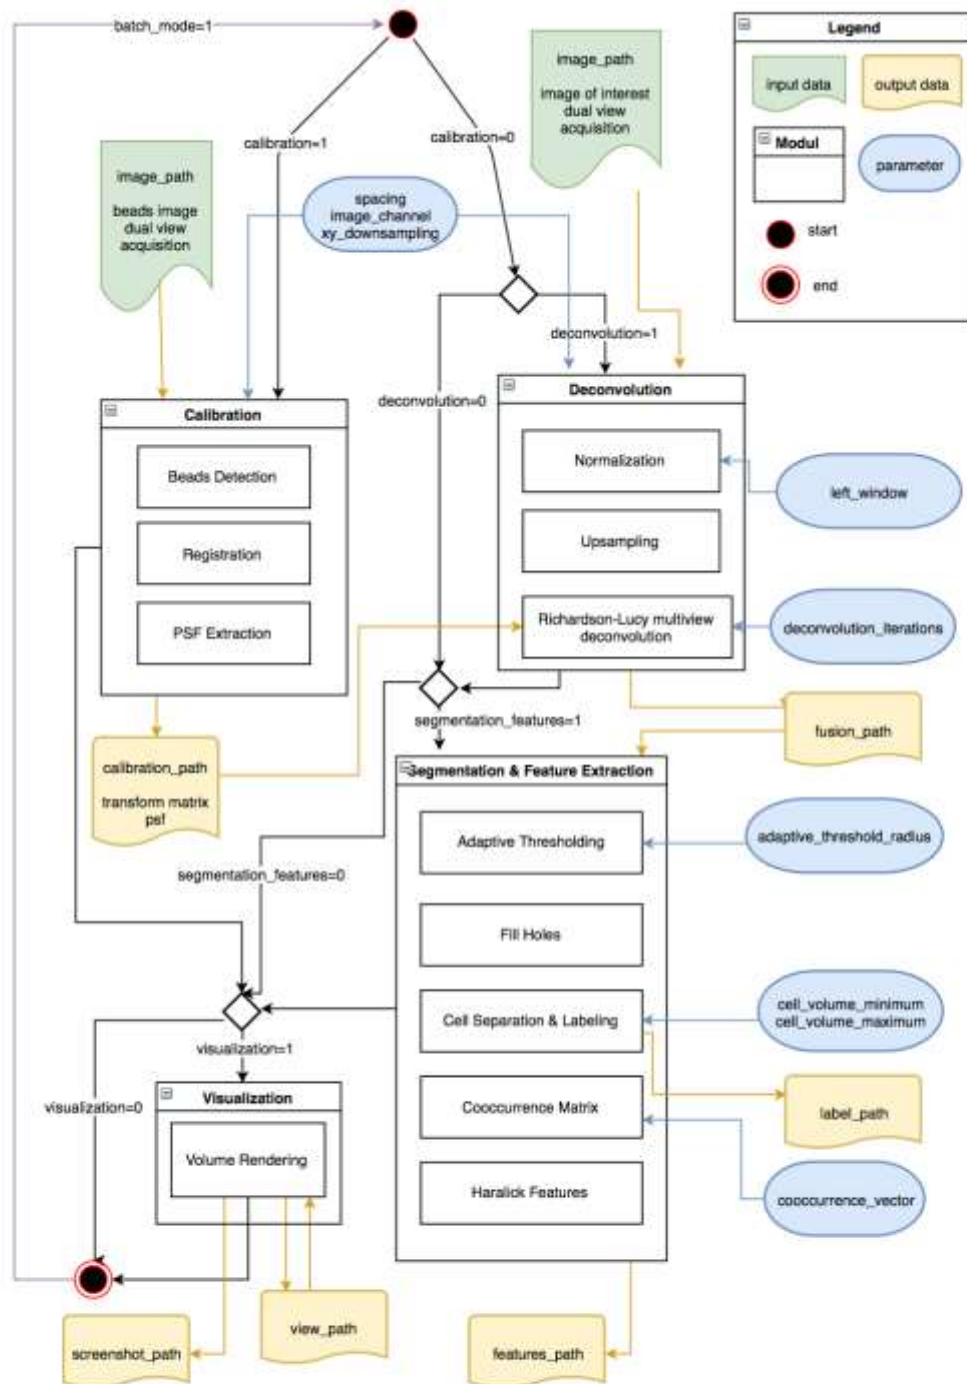 batch_mode=1
image_path
image of interest
dual view
acquisition
Legend
input data
output data
Modul
parameter
start
end
calibration=1
calibration=0
image_path
beads image
dual view
acquisition
spacing
image_channel
xy_downsampling
deconvolution=1
deconvolution=0
Calibration
Beads Detection
Registration
PSF Extraction
Deconvolution
Normalization
Upsampling
Richardson-Lucy multiview
deconvolution
left_window
deconvolution_iterations
segmentation_features=1
fusion_path
calibration_path
transform matrix
psf
Segmentation & Feature Extraction
Adaptive Thresholding
adaptive_threshold_radius
segmentation_features=0
Fill Holes
Cell Separation & Labeling
cell_volume_minimum
cell_volume_maximum
visualization=1
visualization=0
Visualization
Volume Rendering
Cooccurrence Matrix
label_path
Haralick Features
cooccurrence_vector
screenshot_path
view_path
features_path